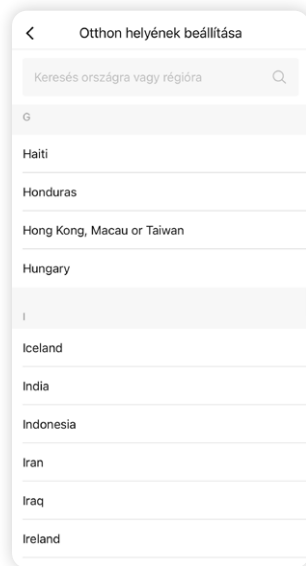 Otthon helyének beállítása
Keresés országra vagy régióra
G
Haiti
Honduras
Hong Kong, Macau or Taiwan
Hungary
I
Iceland
India
Indonesia
Iran
Iraq
Ireland